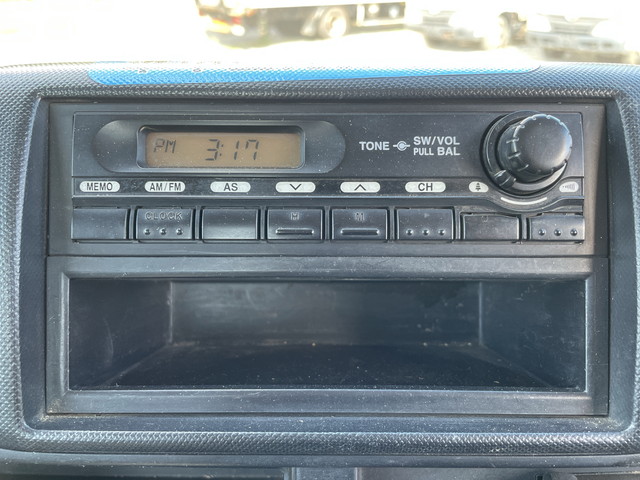 PM 3:17
TONE SW/VOL
PULL BAL
MEMO AM/FM AS CH
CLOCK H M